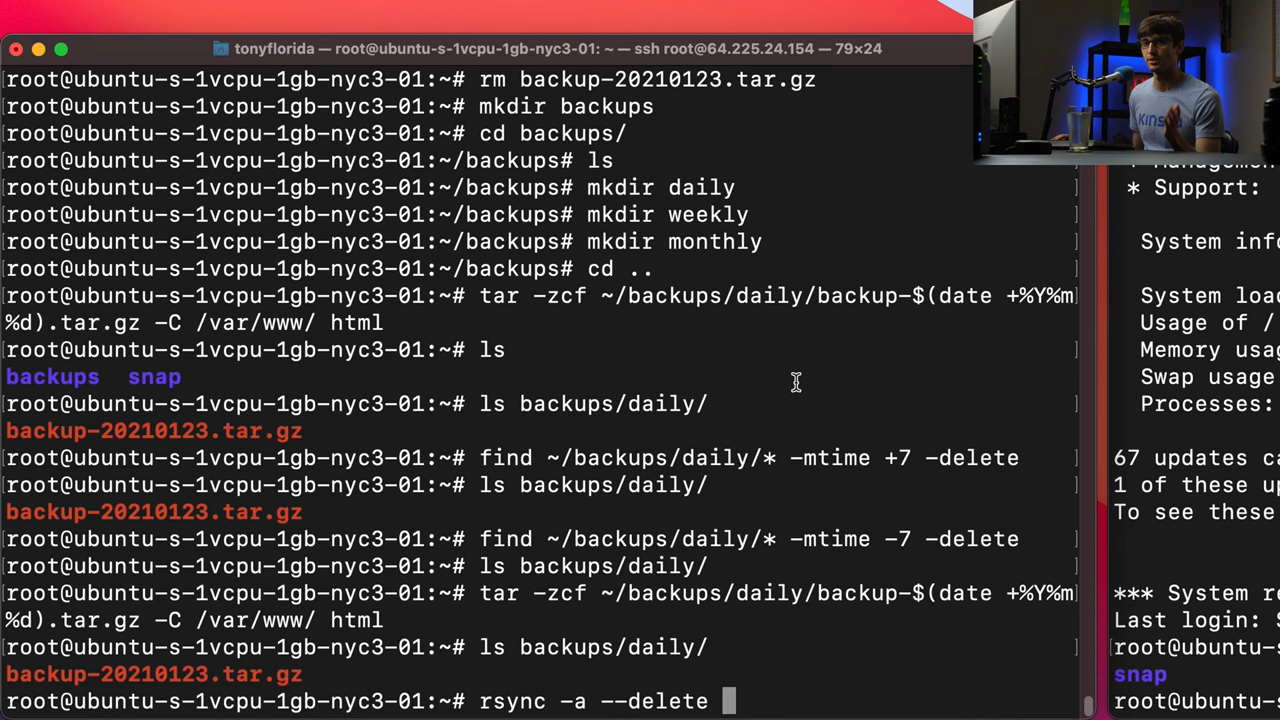 tonyflorida — root@ubuntu-s-1vcpu-1gb-nyc3-01: ~ — ssh root@64.225.24.154 — 79×24
[root@ubuntu-s-1vcpu-1gb-nyc3-01:~# rm backup-20210123.tar.gz
[root@ubuntu-s-1vcpu-1gb-nyc3-01:~# mkdir backups
[root@ubuntu-s-1vcpu-1gb-nyc3-01:~# cd backups/
[root@ubuntu-s-1vcpu-1gb-nyc3-01:~/backups# ls ]
[root@ubuntu-s-1vcpu-1gb-nyc3-01:~/backups# mkdir daily ]
[root@ubuntu-s-1vcpu-1gb-nyc3-01:~/backups# mkdir weekly ]
[root@ubuntu-s-1vcpu-1gb-nyc3-01:~/backups# mkdir monthly ]
[root@ubuntu-s-1vcpu-1gb-nyc3-01:~/backups# cd .. ]
[root@ubuntu-s-1vcpu-1gb-nyc3-01:~# tar -zcf ~/backups/daily/backup-$(date +%Y%m]
%d).tar.gz -C /var/www/ html
[root@ubuntu-s-1vcpu-1gb-nyc3-01:~# ls ]
backups snap
[root@ubuntu-s-1vcpu-1gb-nyc3-01:~# ls backups/daily/ ]
backup-20210123.tar.gz
[root@ubuntu-s-1vcpu-1gb-nyc3-01:~# find ~/backups/daily/* -mtime +7 -delete ]
[root@ubuntu-s-1vcpu-1gb-nyc3-01:~# ls backups/daily/ ]
backup-20210123.tar.gz
[root@ubuntu-s-1vcpu-1gb-nyc3-01:~# find ~/backups/daily/* -mtime -7 -delete ]
[root@ubuntu-s-1vcpu-1gb-nyc3-01:~# ls backups/daily/ ]
[root@ubuntu-s-1vcpu-1gb-nyc3-01:~# tar -zcf ~/backups/daily/backup-$(date +%Y%m]
%d).tar.gz -C /var/www/ html
[root@ubuntu-s-1vcpu-1gb-nyc3-01:~# ls backups/daily/ ]
backup-20210123.tar.gz
root@ubuntu-s-1vcpu-1gb-nyc3-01:~# rsync -a --delete
* Support:
System info
System loa
Usage of /
Memory usa
Swap usage
Processes:
67 updates ca
1 of these up
To see these
*** System re
Last login: S
[root@ubuntu-s
snap
root@ubuntu-s